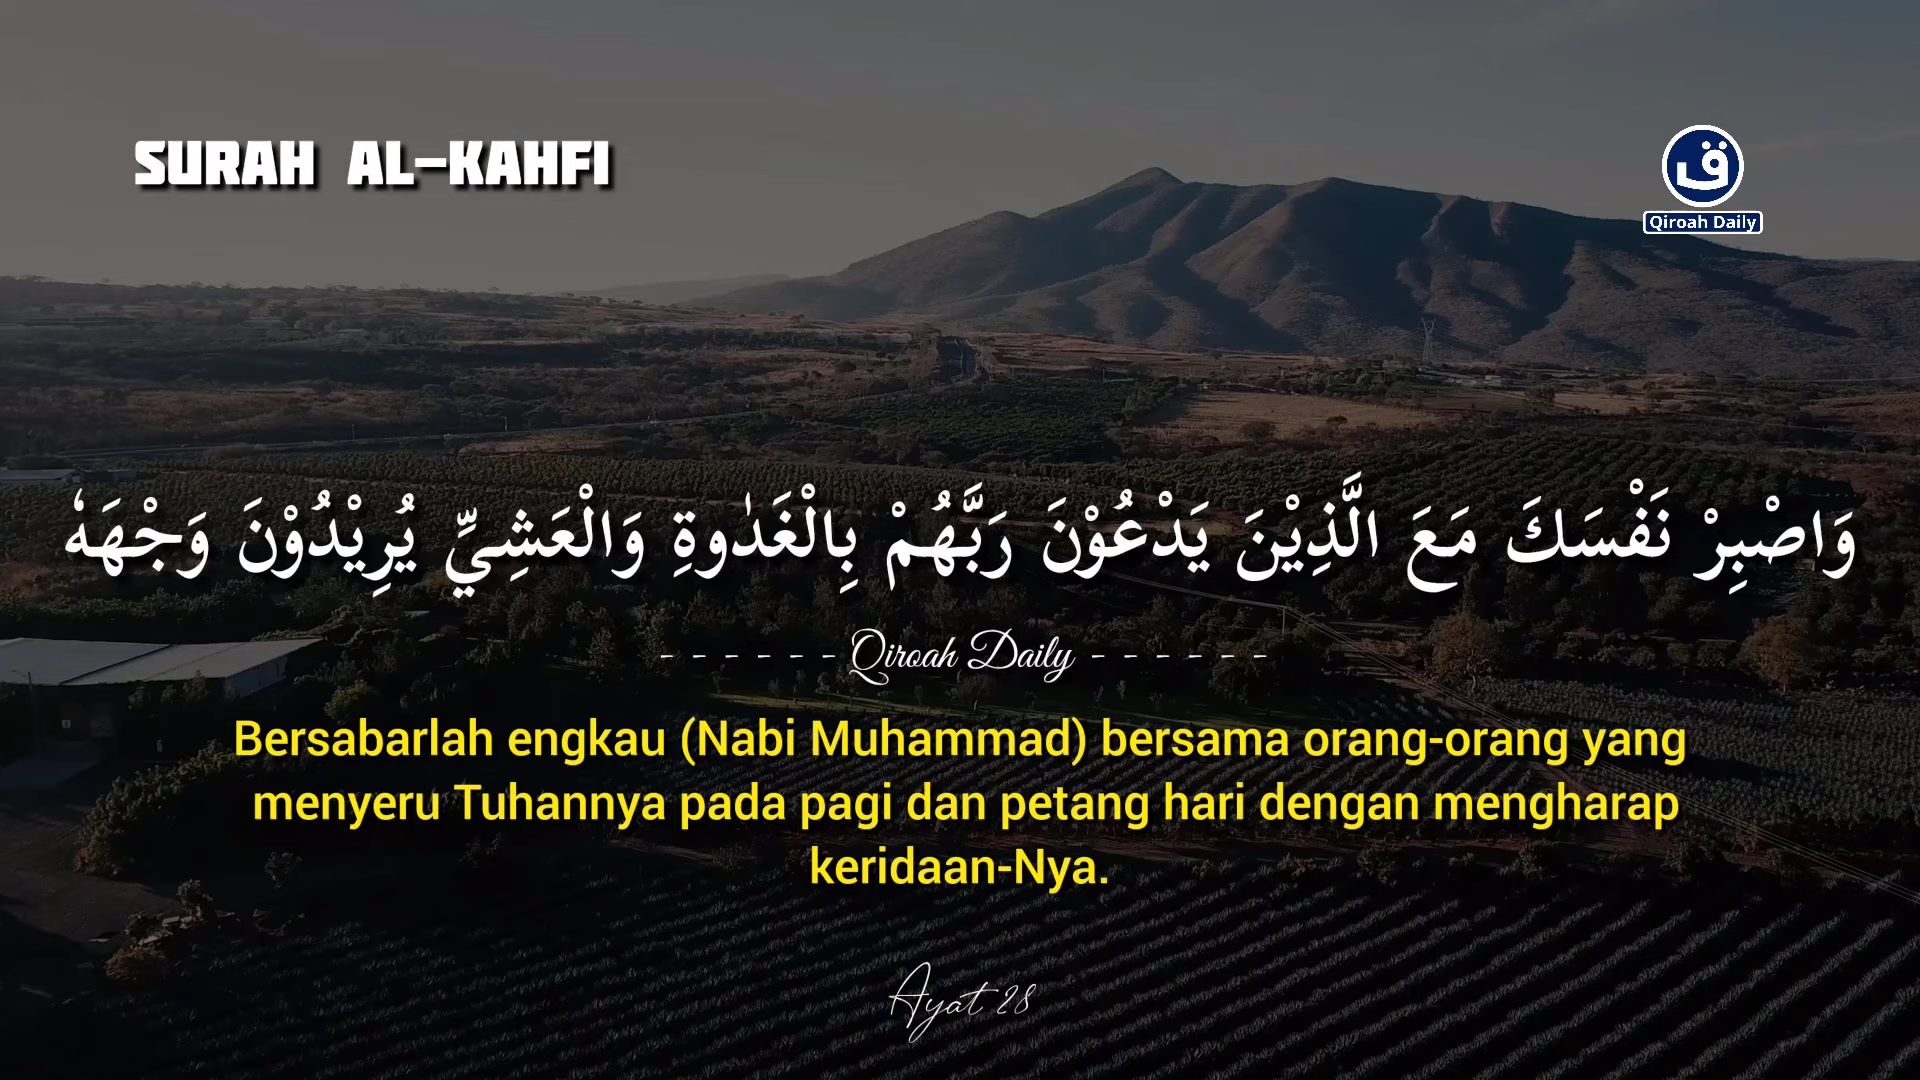 SURAH AL-KAHFI
ق
Qiroah Daily
وَاصْبِرْ نَفْسَكَ مَعَ الَّذِيْنَ يَدْعُوْنَ رَبَّهُمْ بِالْغَدٰوةِ وَالْعَشِيِّ يُرِيْدُوْنَ وَجْهَهٗ
------Qiroah Daily------
Bersabarlah engkau (Nabi Muhammad) bersama orang-orang yang
menyeru Tuhannya pada pagi dan petang hari dengan mengharap
keridaan-Nya.
Ayat 28